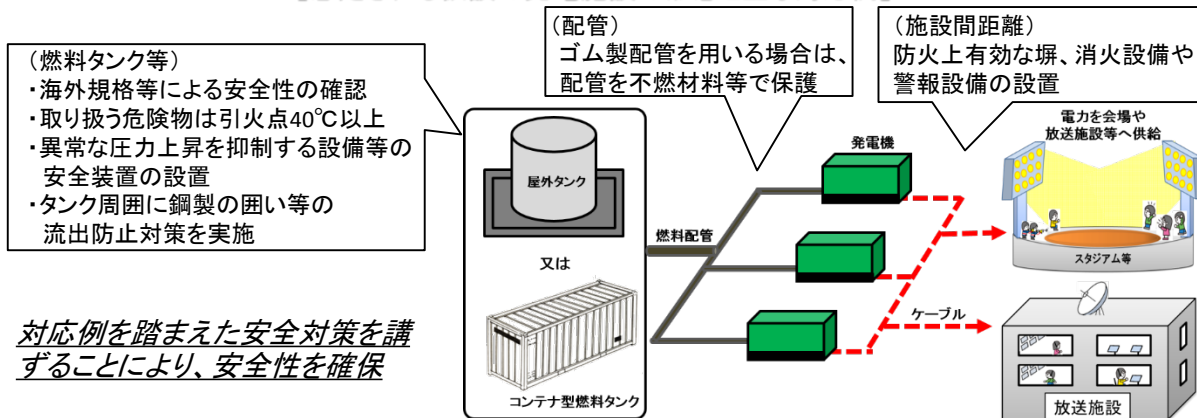 (燃料タンク等)
・海外規格等による安全性の確認
・取り扱う危険物は引火点40℃以上
・異常な圧力上昇を抑制する設備等の
安全装置の設置
・タンク周囲に鋼製の囲い等の
流出防止対策を実施
(配管)
ゴム製配管を用いる場合は、
配管を不燃材料等で保護
(施設間距離)
防火上有効な塀、消火設備や
警報設備の設置
屋外タンク
又は
コンテナ型燃料タンク
燃料配管
発電機
ケーブル
電力を会場や
放送施設等へ供給
スタジアム等
放送施設
対応例を踏まえた安全対策を講
ずることにより、安全性を確保